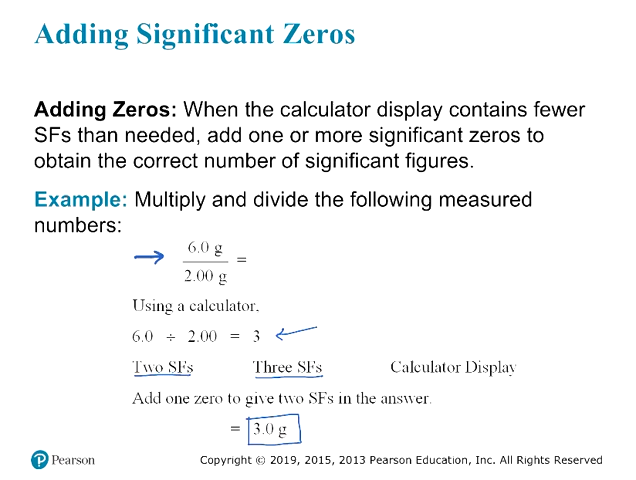 Adding Significant Zeros
Adding Zeros: When the calculator display contains fewer
SFs than needed, add one or more significant zeros to
obtain the correct number of significant figures.
Example: Multiply and divide the following measured
numbers:
6.0 g
=
2.00 g
Using a calculator,
6.0 ÷ 2.00 = 3
Two SFs Three SFs Calculator Display
Add one zero to give two SFs in the answer.
= 3.0 g
Pearson
Copyright © 2019, 2015, 2013 Pearson Education, Inc. All Rights Reserved